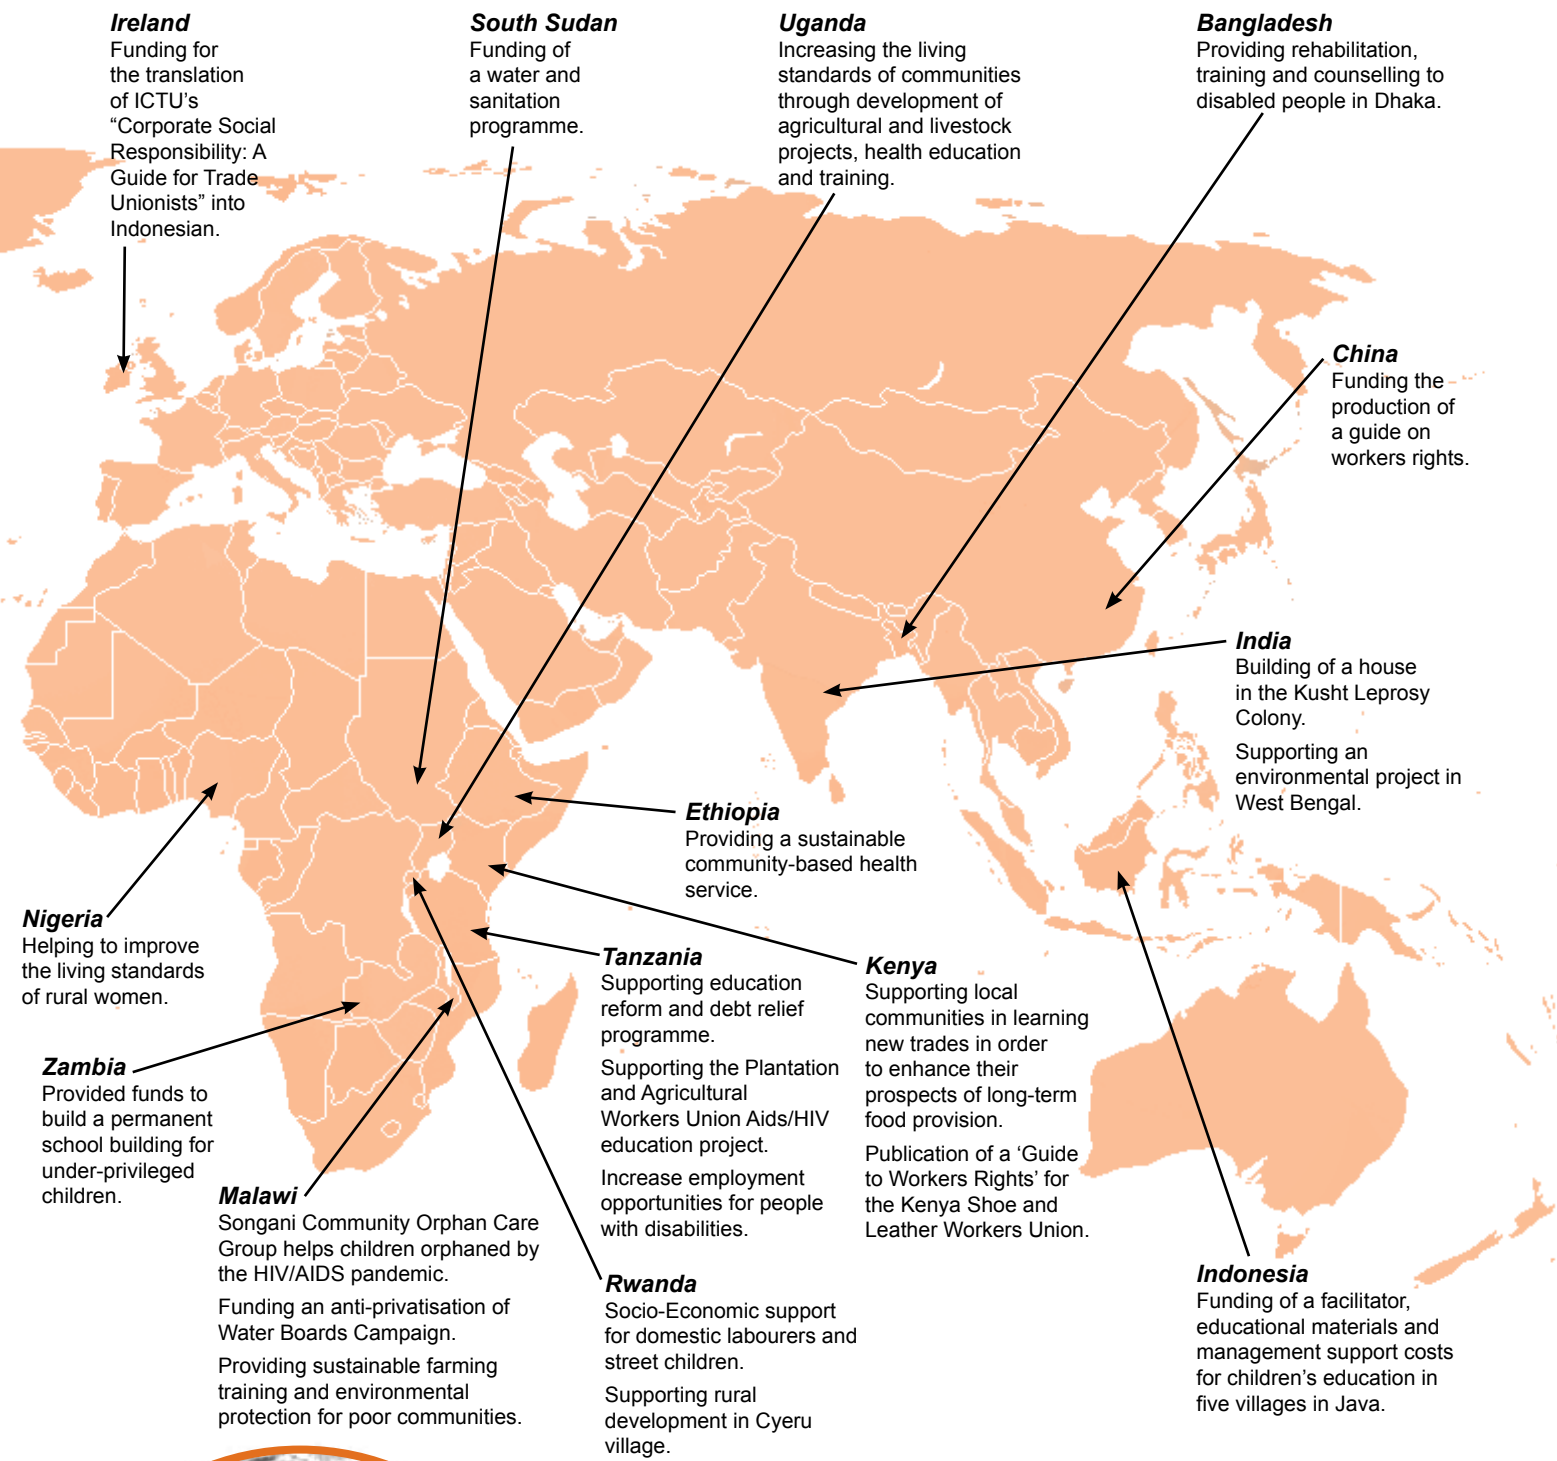 Ireland
Funding for
the translation
of ICTU's
“Corporate Social
Responsibility: A
Guide for Trade
Unionists” into
Indonesian.
South Sudan
Funding of
a water and
sanitation
programme.
Uganda
Increasing the living
standards of communities
through development of
agricultural and livestock
projects, health education
and training.
Bangladesh
Providing rehabilitation,
training and counselling to
disabled people in Dhaka.
China
Funding the
production of
a guide on
workers rights.
India
Building of a house
in the Kusht Leprosy
Colony.
Supporting an
environmental project in
West Bengal.
Ethiopia
Providing a sustainable
community-based health
service.
Nigeria
Helping to improve
the living standards
of rural women.
Tanzania
Supporting education
reform and debt relief
programme.
Supporting the Plantation
and Agricultural
Workers Union Aids/HIV
education project.
Increase employment
opportunities for people
with disabilities.
Kenya
Supporting local
communities in learning
new trades in order
to enhance their
prospects of long-term
food provision.
Publication of a ‘Guide
to Workers Rights’ for
the Kenya Shoe and
Leather Workers Union.
Zambia
Provided funds to
build a permanent
school building for
under-privileged
children.
Malawi
Songani Community Orphan Care
Group helps children orphaned by
the HIV/AIDS pandemic.
Funding an anti-privatisation of
Water Boards Campaign.
Providing sustainable farming
training and environmental
protection for poor communities.
Rwanda
Socio-Economic support
for domestic labourers and
street children.
Supporting rural
development in Cyeru
village.
Indonesia
Funding of a facilitator,
educational materials and
management support costs
for children's education in
five villages in Java.